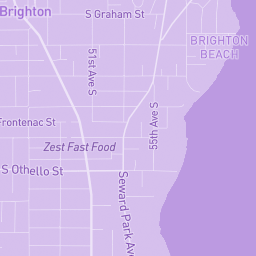 Brighton
S Graham St
BRIGHTON
BEACH
51st Ave S
55th Ave S
Frontenac St
Zest Fast Food
S Othello St
Seward Park Ave